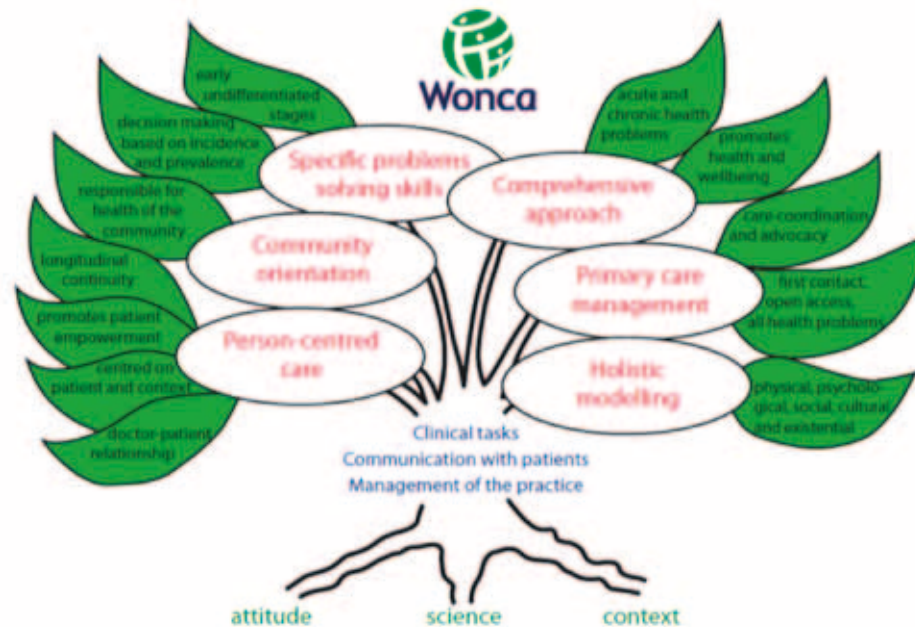 Wonca
early
undifferentiated
stages
decision making
based on incidence
and prevalence
responsible for
health of the
community
longitudinal
continuity
promotes patient
empowerment
centred on
patient and context
doctor-patient
relationship
Specific problems
solving skills
Community
orientation
Person-centred
care
Comprehensive
approach
Primary care
management
Holistic
modelling
acute and
chronic health
problems
promotes
health and
wellbeing
care-coordination
and advocacy
first contact,
open access,
all health problems
physical, psycholo-
gical, social, cultural
and existential
Clinical tasks
Communication with patients
Management of the practice
attitude
science
context